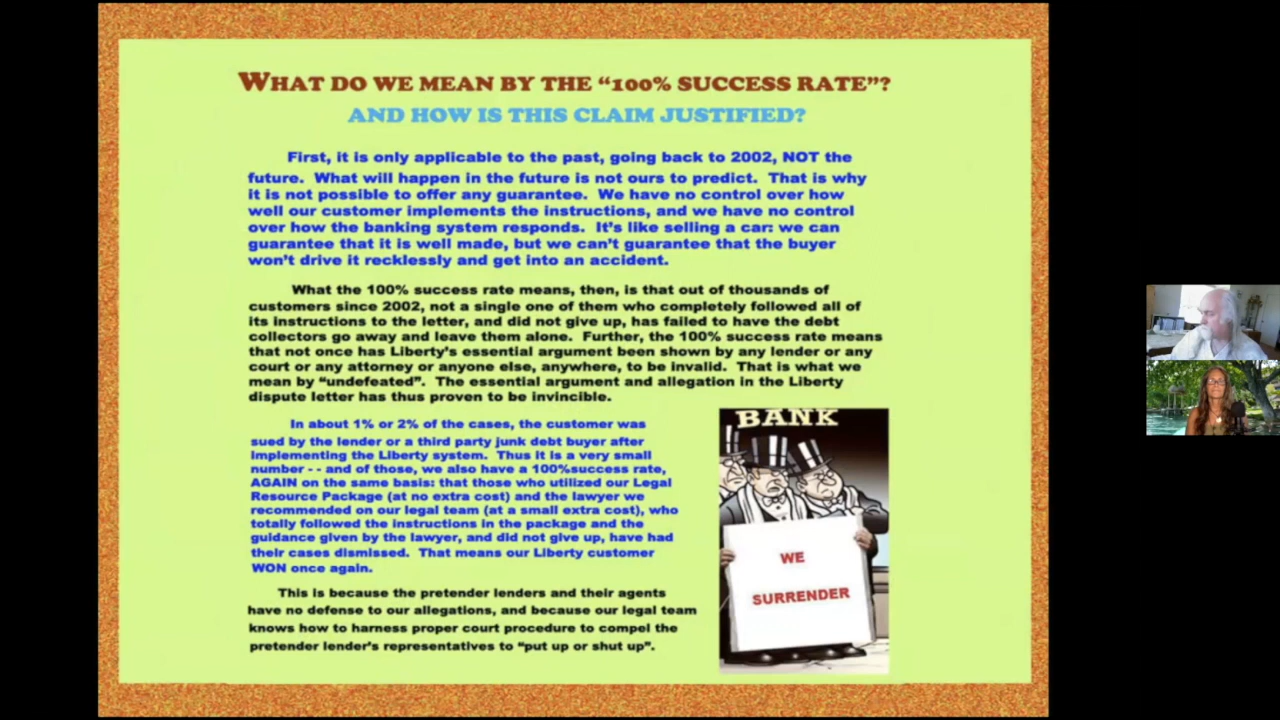 WHAT DO WE MEAN BY THE “100% SUCCESS RATE”?
AND HOW IS THIS CLAIM JUSTIFIED?
First, it is only applicable to the past, going back to 2002, NOT the
future. What will happen in the future is not ours to predict. That is why
it is not possible to offer any guarantee. We have no control over how
well our customer implements the instructions, and we have no control
over how the banking system responds. It’s like selling a car: we can
guarantee that it is well made, but we can’t guarantee that the buyer
won’t drive it recklessly and get into an accident.
What the 100% success rate means, then, is that out of thousands of
customers since 2002, not a single one of them who completely followed all of
its instructions to the letter, and did not give up, has failed to have the debt
collectors go away and leave them alone. Further, the 100% success rate means
that not once has Liberty’s essential argument been shown by any lender or any
court or any attorney or anyone else, anywhere, to be invalid. That is what we
mean by “undefeated”. The essential argument and allegation in the Liberty
dispute letter has thus proven to be invincible.
In about 1% or 2% of the cases, the customer was
sued by the lender or a third party junk debt buyer after
implementing the Liberty system. Thus it is a very small
number - - and of those, we also have a 100%success rate,
AGAIN on the same basis: that those who utilized our Legal
Resource Package (at no extra cost) and the lawyer we
recommended on our legal team (at a small extra cost), who
totally followed the instructions in the package and the
guidance given by the lawyer, and did not give up, have had
their cases dismissed. That means our Liberty customer
WON once again.
This is because the pretender lenders and their agents
have no defense to our allegations, and because our legal team
knows how to harness proper court procedure to compel the
pretender lender’s representatives to “put up or shut up”.
BANK
WE
SURRENDER